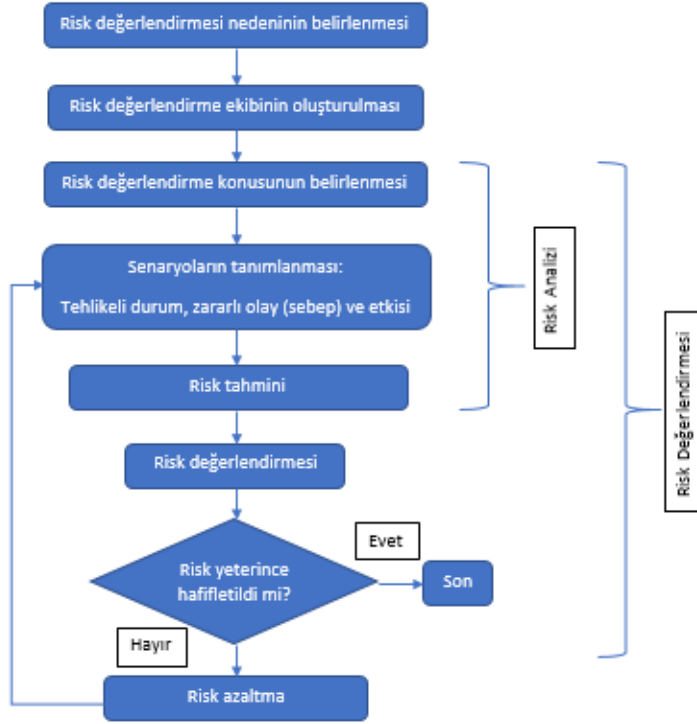 Risk değerlendirmesi nedeninin belirlenmesi
Risk değerlendirme ekibinin oluşturulması
Risk değerlendirme konusunun belirlenmesi
Senaryoların tanımlanması:
Tehlikeli durum, zararlı olay (sebep) ve etkisi
Risk tahmini
Risk Analizi
Risk değerlendirmesi
Risk Değerlendirmesi
Risk yeterince
hafifletildi mi?
Evet
Son
Hayır
Risk azaltma